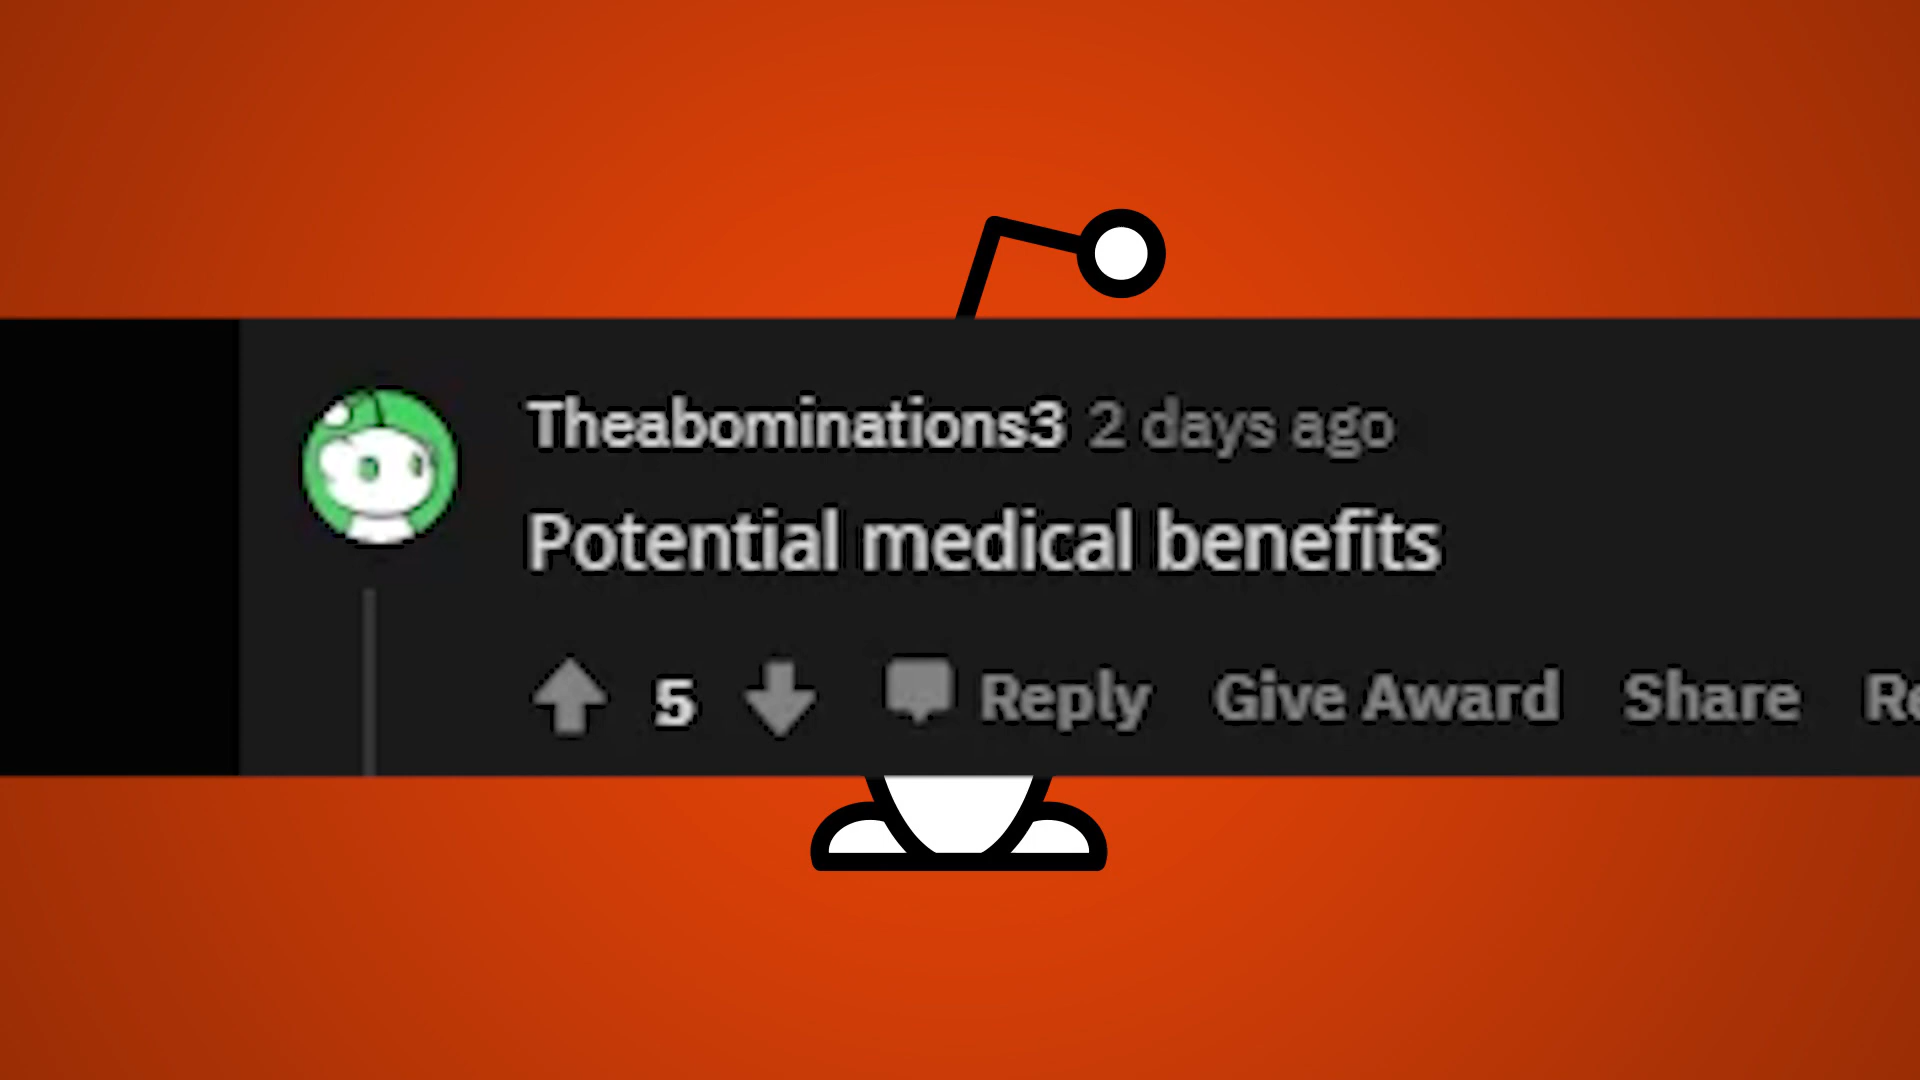 Theabominations3 2 days ago
Potential medical benefits
5 Reply Give Award Share